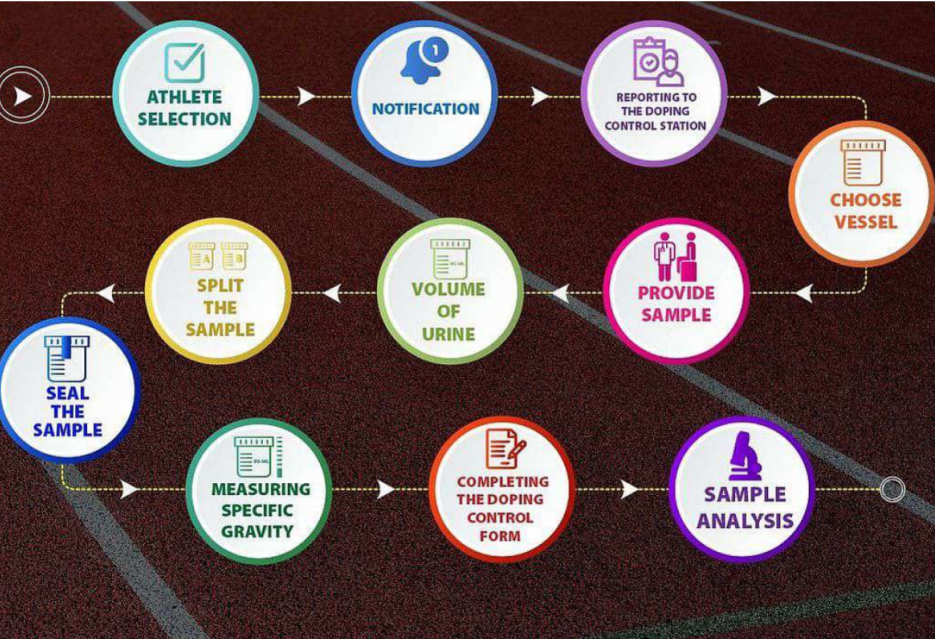 ATHLETE
SELECTION
1
NOTIFICATION
REPORTING TO
THE DOPING
CONTROL STATION
CHOOSE
VESSEL
PROVIDE
SAMPLE
VOLUME
OF
URINE
A B
SPLIT
THE
SAMPLE
SEAL
THE
SAMPLE
MEASURING
SPECIFIC
GRAVITY
COMPLETING
THE DOPING
CONTROL
FORM
SAMPLE
ANALYSIS